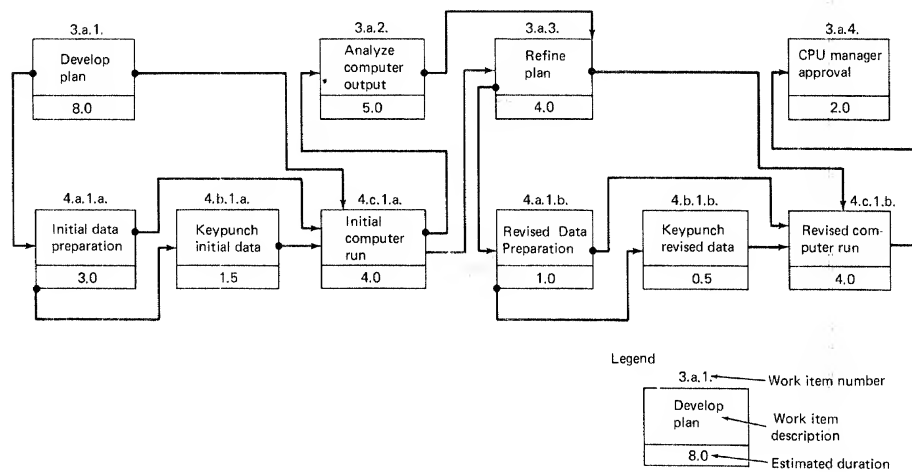 3.a.1.
Develop
plan
8.0
3.a.2.
Analyze
computer
output
5.0
3.a.3.
Refine
plan
4.0
3.a.4.
CPU manager
approval
2.0
4.a.1.a.
Initial data
preparation
3.0
4.b.1.a.
Keypunch
initial data
1.5
4.c.1.a.
Initial
computer
run
4.0
4.a.1.b.
Revised Data
Preparation
1.0
4.b.1.b.
Keypunch
revised data
0.5
4.c.1.b.
Revised com-
puter run
4.0
Legend
3.a.1.
Work item number
Develop
plan
Work item
description
8.0
Estimated duration